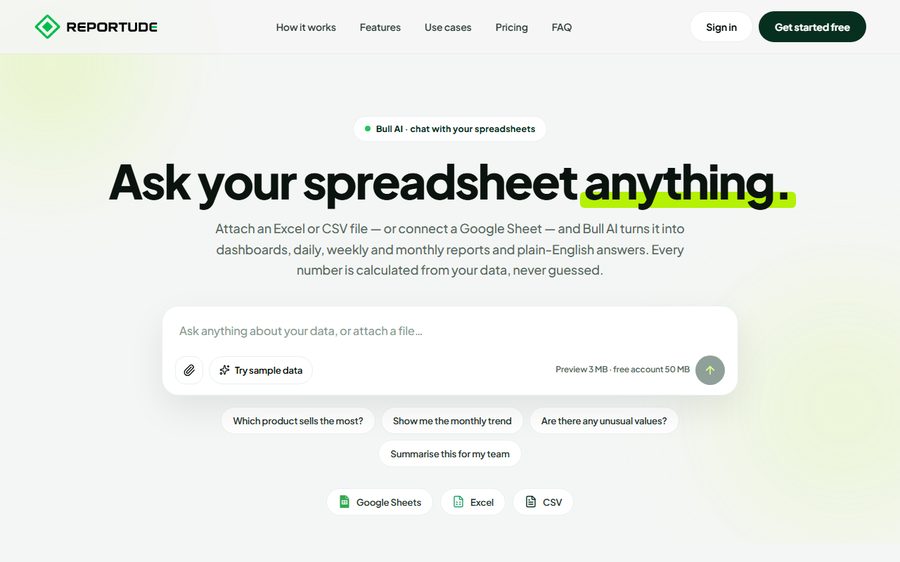 REPORTUDE
How it works
Features
Use cases
Pricing
FAQ
Sign in
Get started free
Bull AI · chat with your spreadsheets
Ask your spreadsheet anything.
Attach an Excel or CSV file — or connect a Google Sheet — and Bull AI turns it into
dashboards, daily, weekly and monthly reports and plain-English answers. Every
number is calculated from your data, never guessed.
Ask anything about your data, or attach a file…
Try sample data
Preview 3 MB · free account 50 MB
Which product sells the most?
Show me the monthly trend
Are there any unusual values?
Summarise this for my team
Google Sheets
Excel
CSV